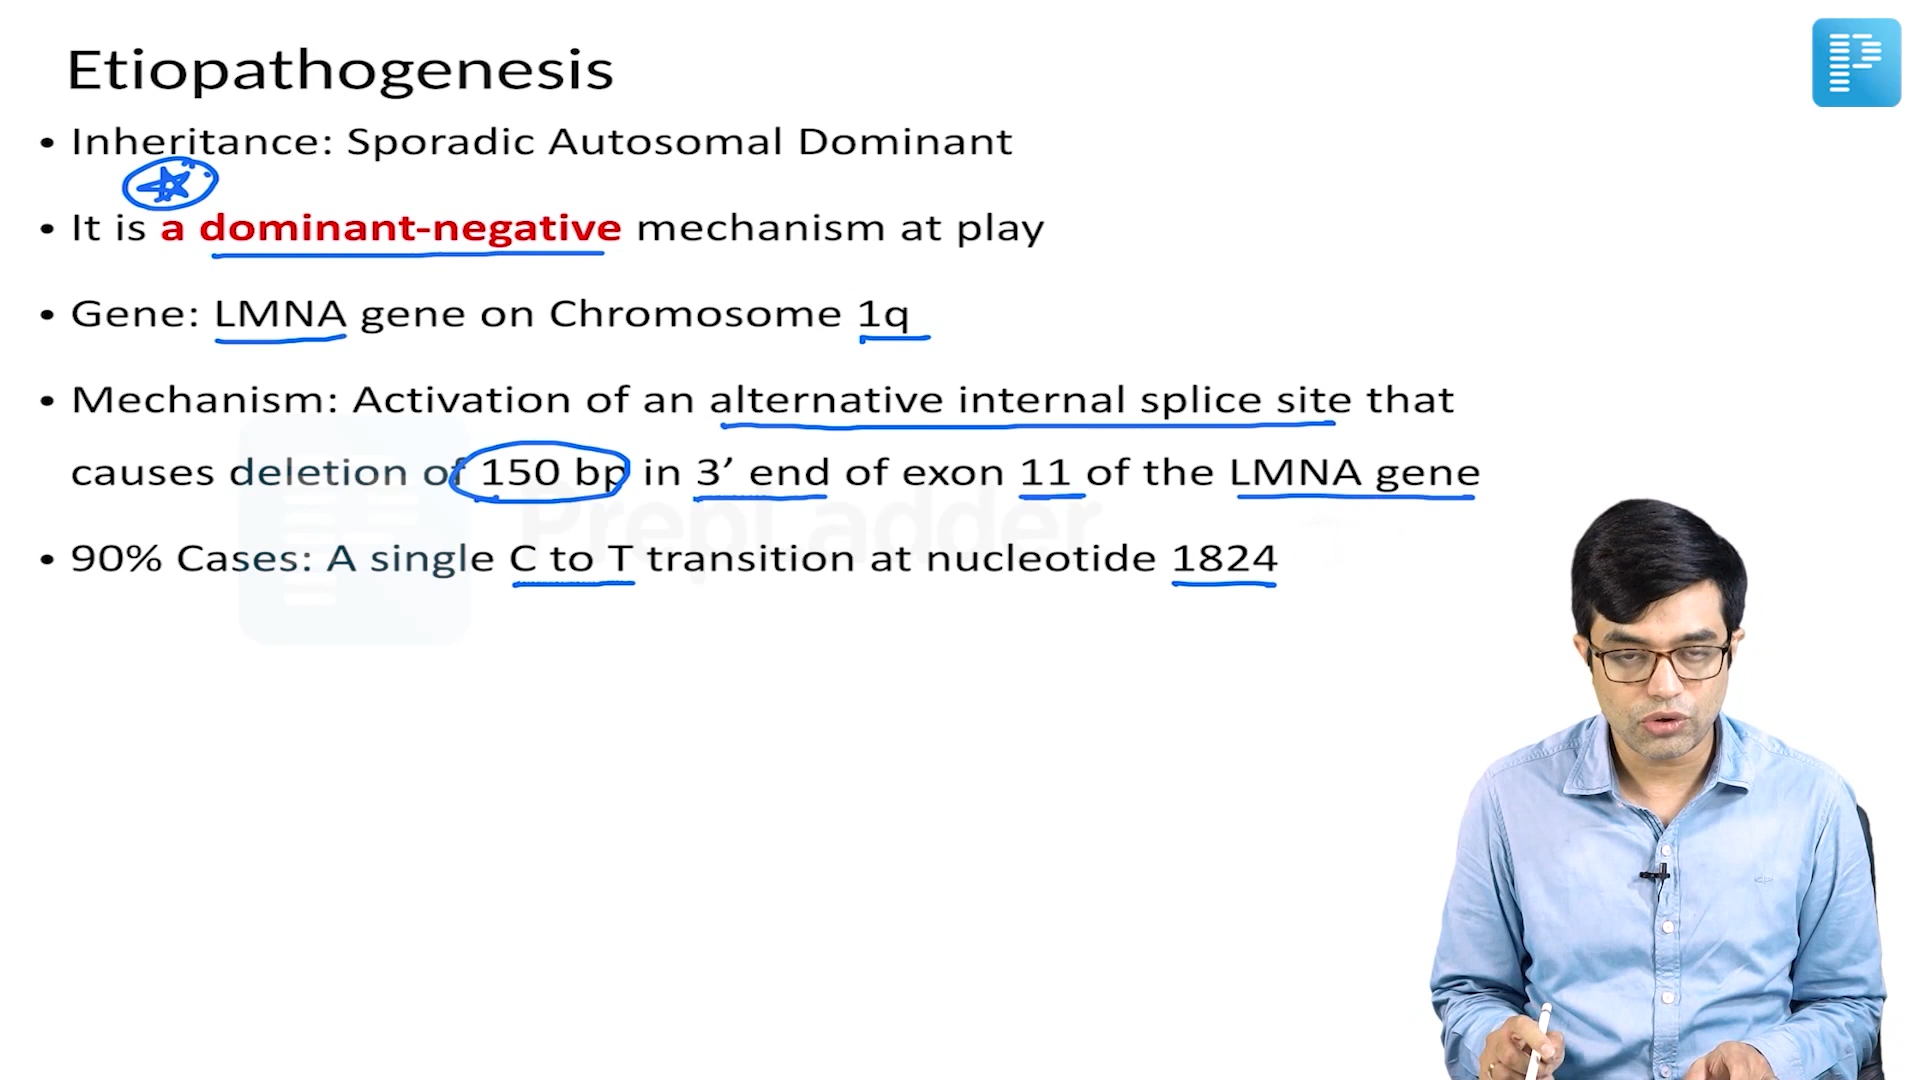 Etiopathogenesis
• Inheritance: Sporadic Autosomal Dominant
• It is a dominant-negative mechanism at play
• Gene: LMNA gene on Chromosome 1q
• Mechanism: Activation of an alternative internal splice site that
causes deletion of 150 bp in 3’ end of exon 11 of the LMNA gene
PrepLadder
• 90% Cases: A single C to T transition at nucleotide 1824